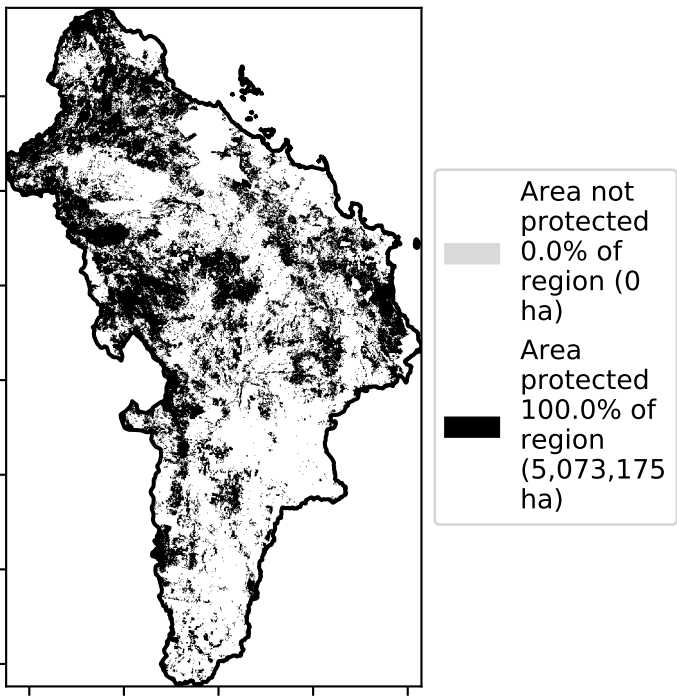 Area not
protected
0.0% of
region (0
ha)
Area
protected
100.0% of
region
(5,073,175
ha)